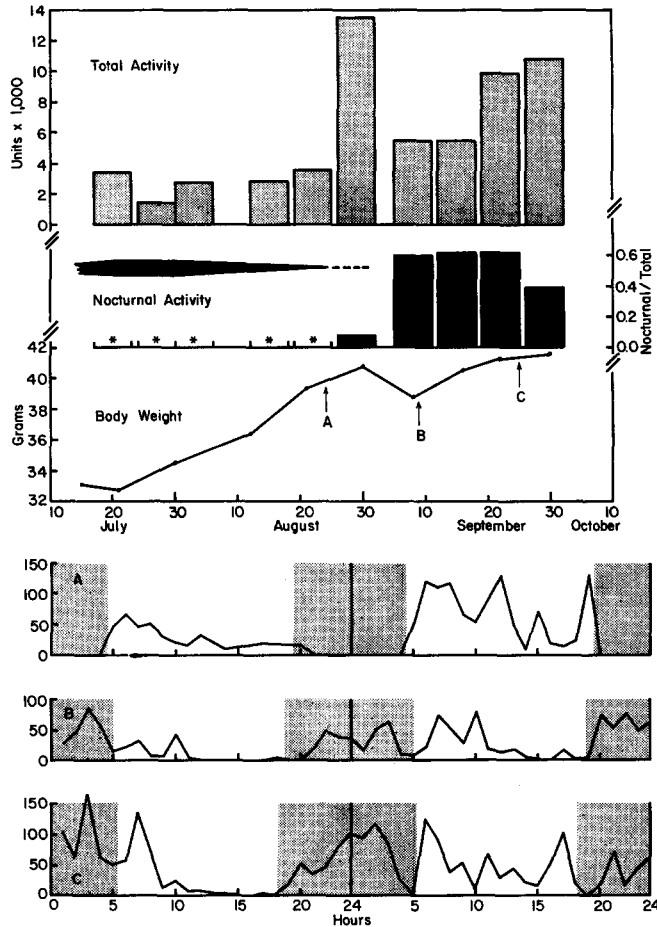 14
12
10
8
6
4
2
0
Units x 1,000
Total Activity
Nocturnal Activity
* * * * *
0.6
0.4
0.2
0.0
Nocturnal/Total
42
40
38
36
34
32
Grams
Body Weight
A
B
C
10 20 30 10 20 30 10 20 30 10
July August September October
150
100
50
0
A
100
50
0
B
150
100
50
0
C
0 5 10 15 20 24 5 10 15 20 24
Hours